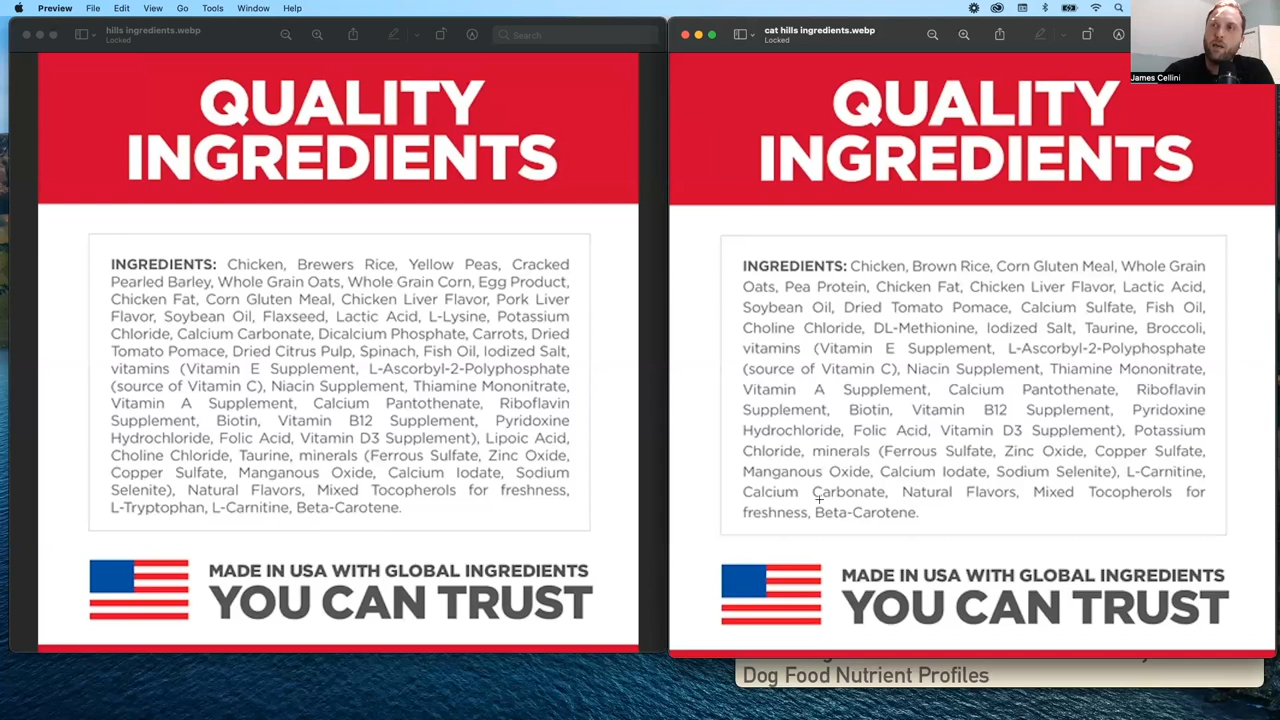 Preview File Edit View Go Tools Window Help
hills ingredients.webp
Locked
Search
cat hills ingredients.webp
Locked
James Cellini
QUALITY
INGREDIENTS
INGREDIENTS: Chicken, Brewers Rice, Yellow Peas, Cracked
Pearled Barley, Whole Grain Oats, Whole Grain Corn, Egg Product,
Chicken Fat, Corn Gluten Meal, Chicken Liver Flavor, Pork Liver
Flavor, Soybean Oil, Flaxseed, Lactic Acid, L-Lysine, Potassium
Chloride, Calcium Carbonate, Dicalcium Phosphate, Carrots, Dried
Tomato Pomace, Dried Citrus Pulp, Spinach, Fish Oil, Iodized Salt,
vitamins (Vitamin E Supplement, L-Ascorbyl-2-Polyphosphate
(source of Vitamin C), Niacin Supplement, Thiamine Mononitrate,
Vitamin A Supplement, Calcium Pantothenate, Riboflavin
Supplement, Biotin, Vitamin B12 Supplement, Pyridoxine
Hydrochloride, Folic Acid, Vitamin D3 Supplement), Lipoic Acid,
Choline Chloride, Taurine, minerals (Ferrous Sulfate, Zinc Oxide,
Copper Sulfate, Manganous Oxide, Calcium Iodate, Sodium
Selenite), Natural Flavors, Mixed Tocopherols for freshness,
L-Tryptophan, L-Carnitine, Beta-Carotene.
MADE IN USA WITH GLOBAL INGREDIENTS
YOU CAN TRUST
QUALITY
INGREDIENTS
INGREDIENTS: Chicken, Brown Rice, Corn Gluten Meal, Whole Grain
Oats, Pea Protein, Chicken Fat, Chicken Liver Flavor, Lactic Acid,
Soybean Oil, Dried Tomato Pomace, Calcium Sulfate, Fish Oil,
Choline Chloride, DL-Methionine, Iodized Salt, Taurine, Broccoli,
vitamins (Vitamin E Supplement, L-Ascorbyl-2-Polyphosphate
(source of Vitamin C), Niacin Supplement, Thiamine Mononitrate,
Vitamin A Supplement, Calcium Pantothenate, Riboflavin
Supplement, Biotin, Vitamin B12 Supplement, Pyridoxine
Hydrochloride, Folic Acid, Vitamin D3 Supplement), Potassium
Chloride, minerals (Ferrous Sulfate, Zinc Oxide, Copper Sulfate,
Manganous Oxide, Calcium Iodate, Sodium Selenite), L-Carnitine,
Calcium Carbonate, Natural Flavors, Mixed Tocopherols for
freshness, Beta-Carotene.
MADE IN USA WITH GLOBAL INGREDIENTS
YOU CAN TRUST
Dog Food Nutrient Profiles